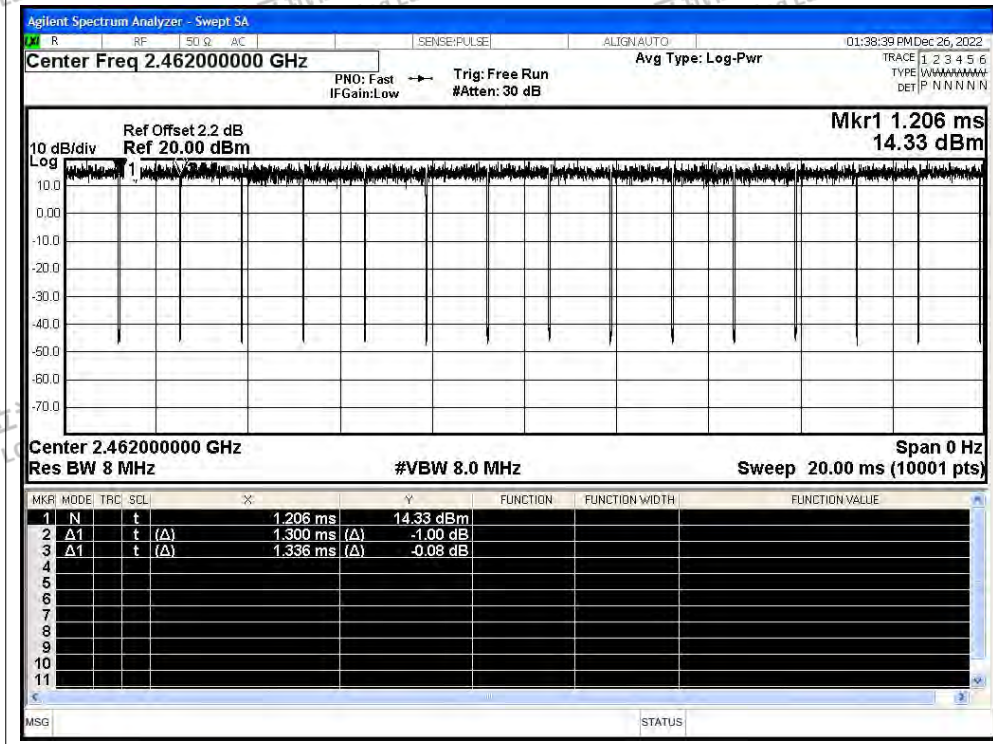 Agilent Spectrum Analyzer - Swept SA
R RF 50 Ω AC SENSE:PULSE ALIGN AUTO 01:38:39 PM Dec 26, 2022
Center Freq 2.462000000 GHz
PNO: Fast
IFGain:Low
Trig: Free Run
#Atten: 30 dB
Avg Type: Log-Pwr
TRACE 1 2 3 4 5 6
TYPE
DET P N N N N N
Mkr1 1.206 ms
14.33 dBm
Ref Offset 2.2 dB
10 dB/div Ref 20.00 dBm
Log
1
10.0
0.00
-10.0
-20.0
-30.0
-40.0
-50.0
-60.0
-70.0
Center 2.462000000 GHz Span 0 Hz
Res BW 8 MHz #VBW 8.0 MHz Sweep 20.00 ms (10001 pts)
MKR MODE TRC SCL X Y FUNCTION FUNCTION WIDTH FUNCTION VALUE
1 N t 1.206 ms 14.33 dBm
2 Δ1 t (Δ) 1.300 ms (Δ) -1.00 dB
3 Δ1 t (Δ) 1.336 ms (Δ) -0.08 dB
4
5
6
7
8
9
10
11
MSG STATUS